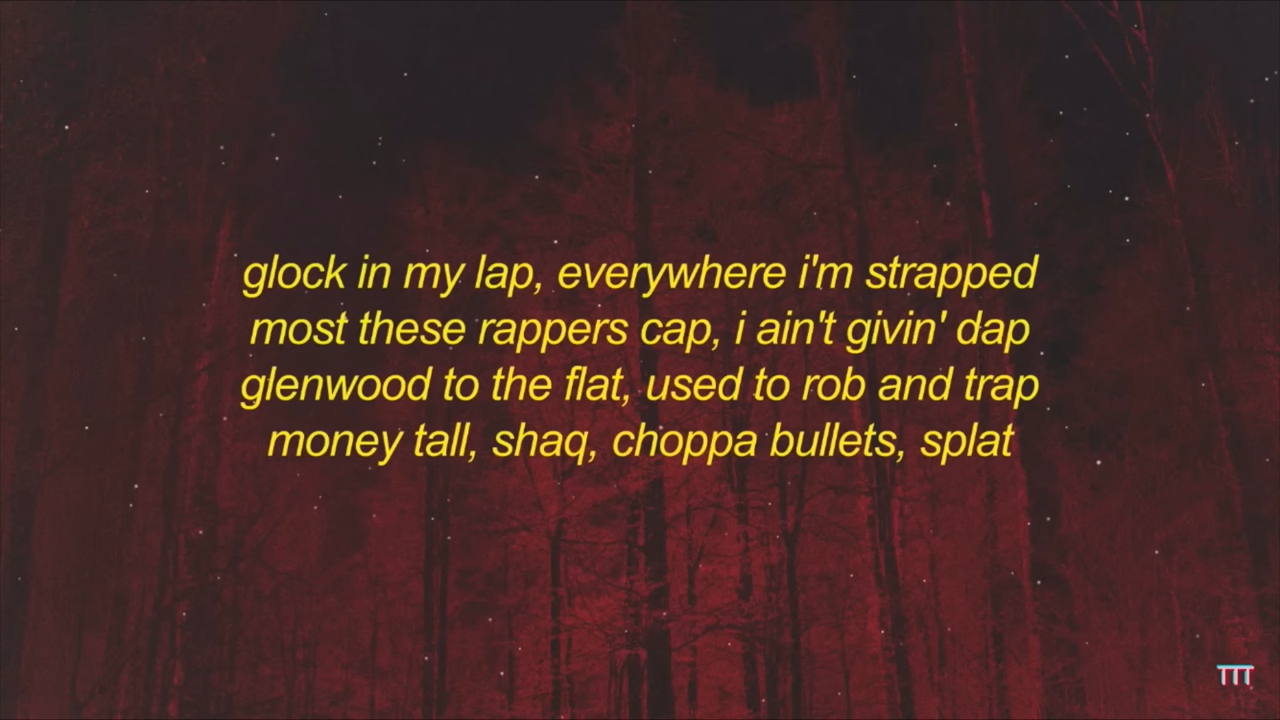 glock in my lap, everywhere i'm strapped
most these rappers cap, i ain't givin' dap
glenwood to the flat, used to rob and trap
money tall, shaq, choppa bullets, splat
TTT